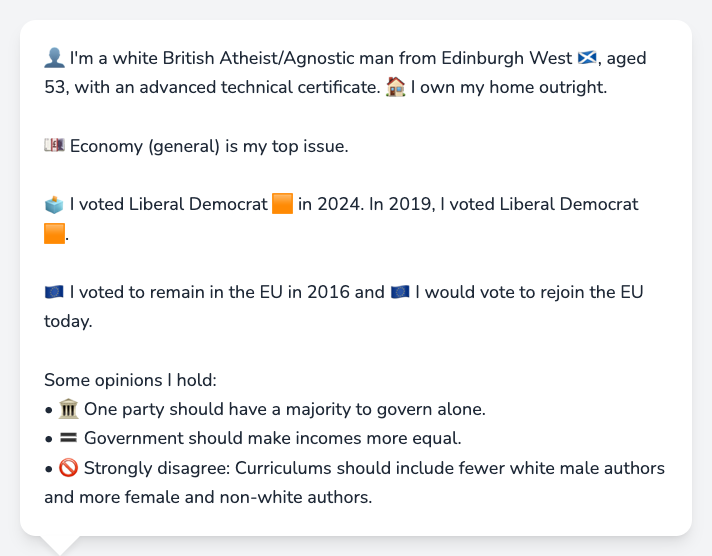 👤 I'm a white British Atheist/Agnostic man from Edinburgh West 🏴󠁧󠁢󠁳󠁣󠁴󠁿, aged
53, with an advanced technical certificate. 🏠 I own my home outright.
💷 Economy (general) is my top issue.
🗳️ I voted Liberal Democrat 🟧 in 2024. In 2019, I voted Liberal Democrat
🟧.
🇪🇺 I voted to remain in the EU in 2016 and 🇪🇺 I would vote to rejoin the EU
today.
Some opinions I hold:
• 🏛️ One party should have a majority to govern alone.
• 🟰 Government should make incomes more equal.
• 🚫 Strongly disagree: Curriculums should include fewer white male authors
and more female and non-white authors.